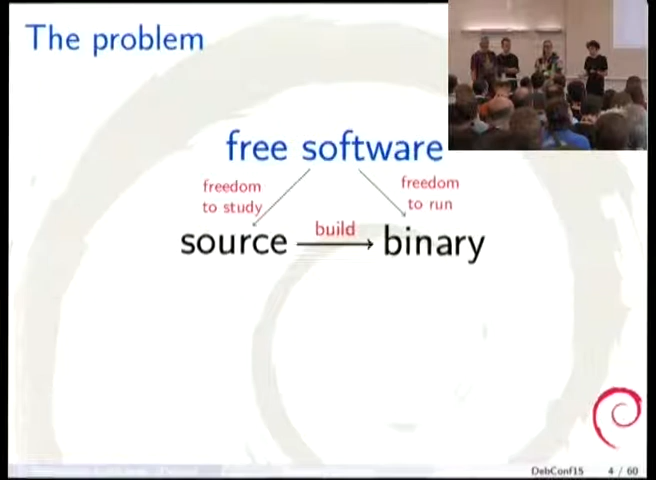 The problem
free software
freedom
to study
freedom
to run
build
source
binary
DebConf15
4 / 60